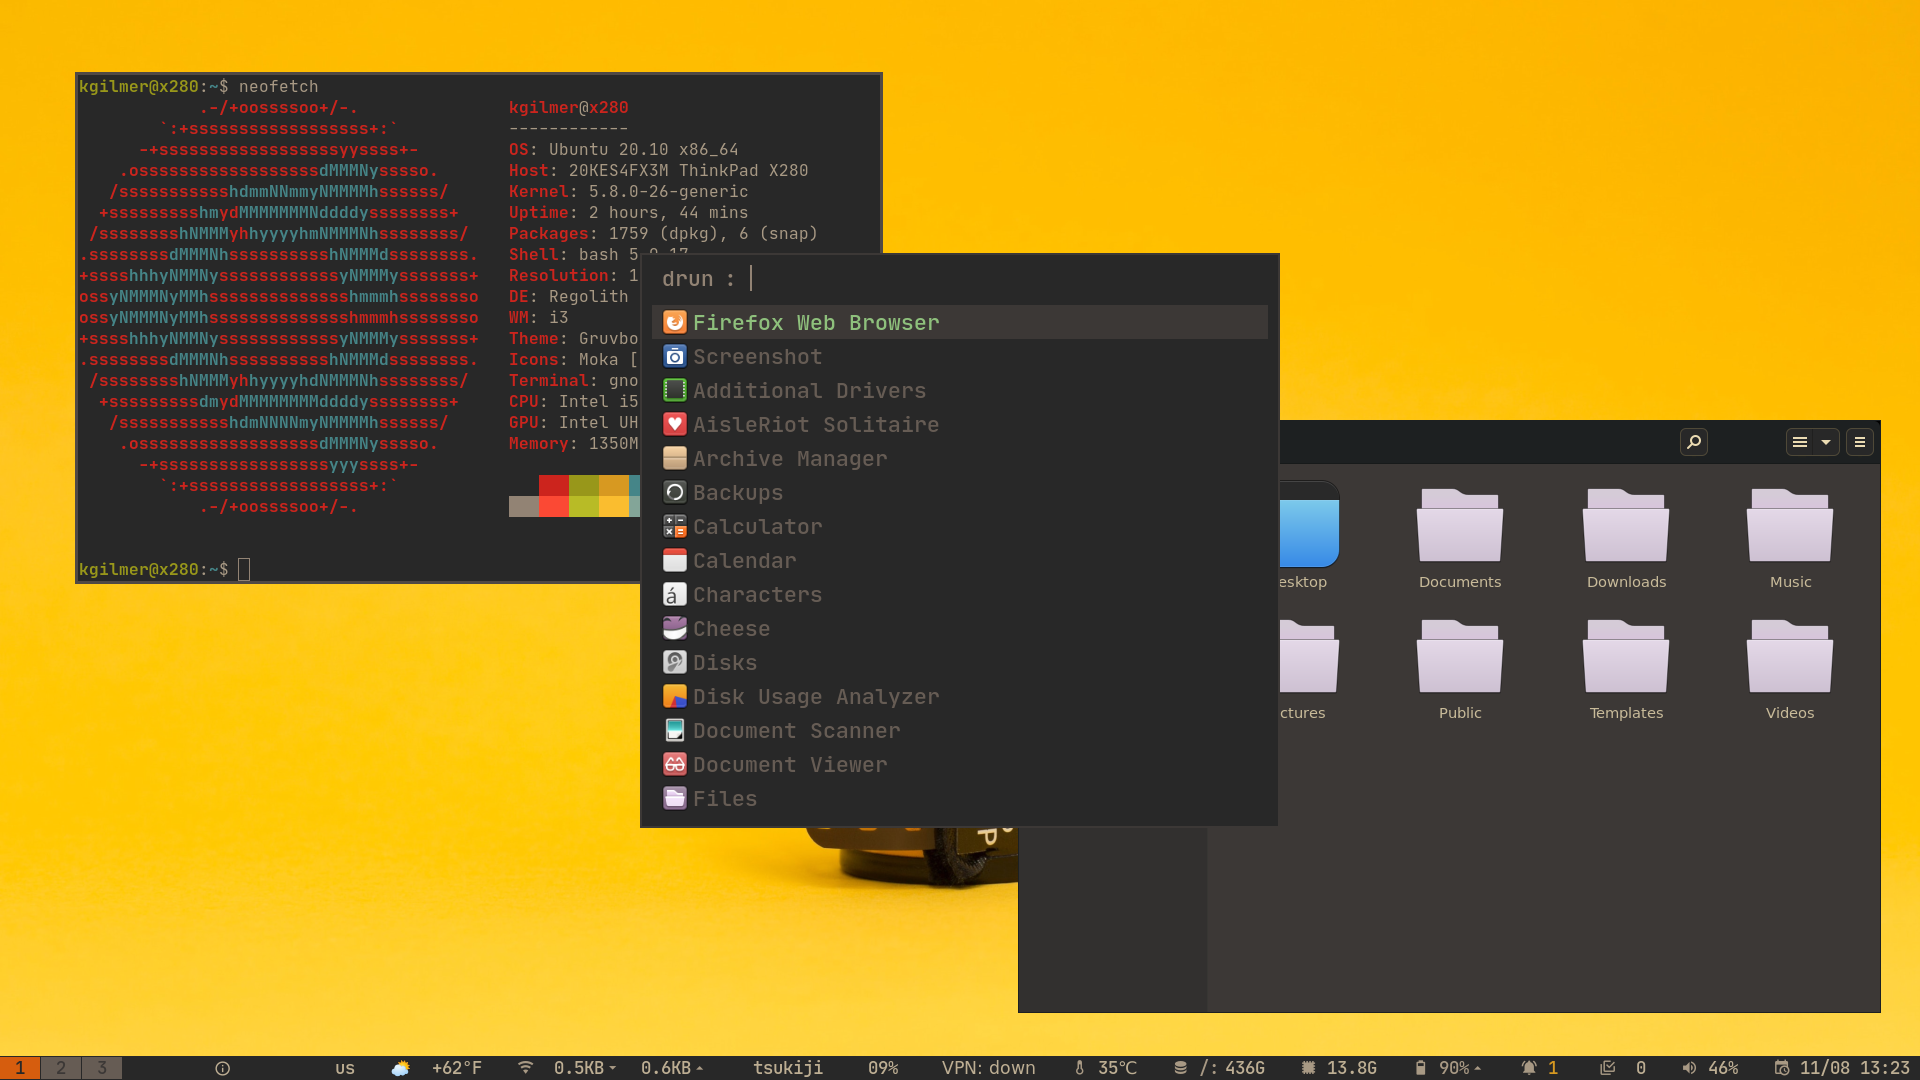 kgilmer@x280:~$ neofetch
.-/+oossssoo+/-.
`:+ssssssssssssssssss+:`
-+ssssssssssssssssssyyssss+-
.ossssssssssssssssssdMMMNysssso.
/ssssssssssshdmmNNmmyNMMMMhssssss/
+ssssssssshmydMMMMMMMNddddyssssssss+
/sssssssshNMMMyhhyyyyhmNMMMNhssssssss/
.ssssssssdMMMNhsssssssssshNMMMdssssssss.
+sssshhhyNMMNyssssssssssssyNMMMysssssss+
ossyNMMMNyMMhsssssssssssssshmmmhssssssso
ossyNMMMNyMMhsssssssssssssshmmmhssssssso
+sssshhhyNMMNyssssssssssssyNMMMysssssss+
.ssssssssdMMMNhsssssssssshNMMMdssssssss.
/sssssssshNMMMyhhyyyyhdNMMMNhssssssss/
+sssssssssdmydMMMMMMMMddddyssssssss+
/ssssssssssshdmNNNNmyNMMMMhssssss/
.ossssssssssssssssssdMMMNysssso.
-+sssssssssssssssssyyyssss+-
`:+ssssssssssssssssss+:`
.-/+oossssoo+/-.
kgilmer@x280
------------
OS: Ubuntu 20.10 x86_64
Host: 20KES4FX3M ThinkPad X280
Kernel: 5.8.0-26-generic
Uptime: 2 hours, 44 mins
Packages: 1759 (dpkg), 6 (snap)
Shell: bash 5.0.17
Resolution: 1
DE: Regolith
WM: i3
Theme: Gruvbo
Icons: Moka [
Terminal: gno
CPU: Intel i5
GPU: Intel UH
Memory: 1350M
kgilmer@x280:~$
drun :
Firefox Web Browser
Screenshot
Additional Drivers
AisleRiot Solitaire
Archive Manager
Backups
Calculator
Calendar
Characters
Cheese
Disks
Disk Usage Analyzer
Document Scanner
Document Viewer
Files
esktop Documents Downloads Music
ctures Public Templates Videos
1 2 3 us +62°F 0.5KB 0.6KB tsukiji 09% VPN: down 35°C /: 436G 13.8G 90% 1 0 46% 11/08 13:23